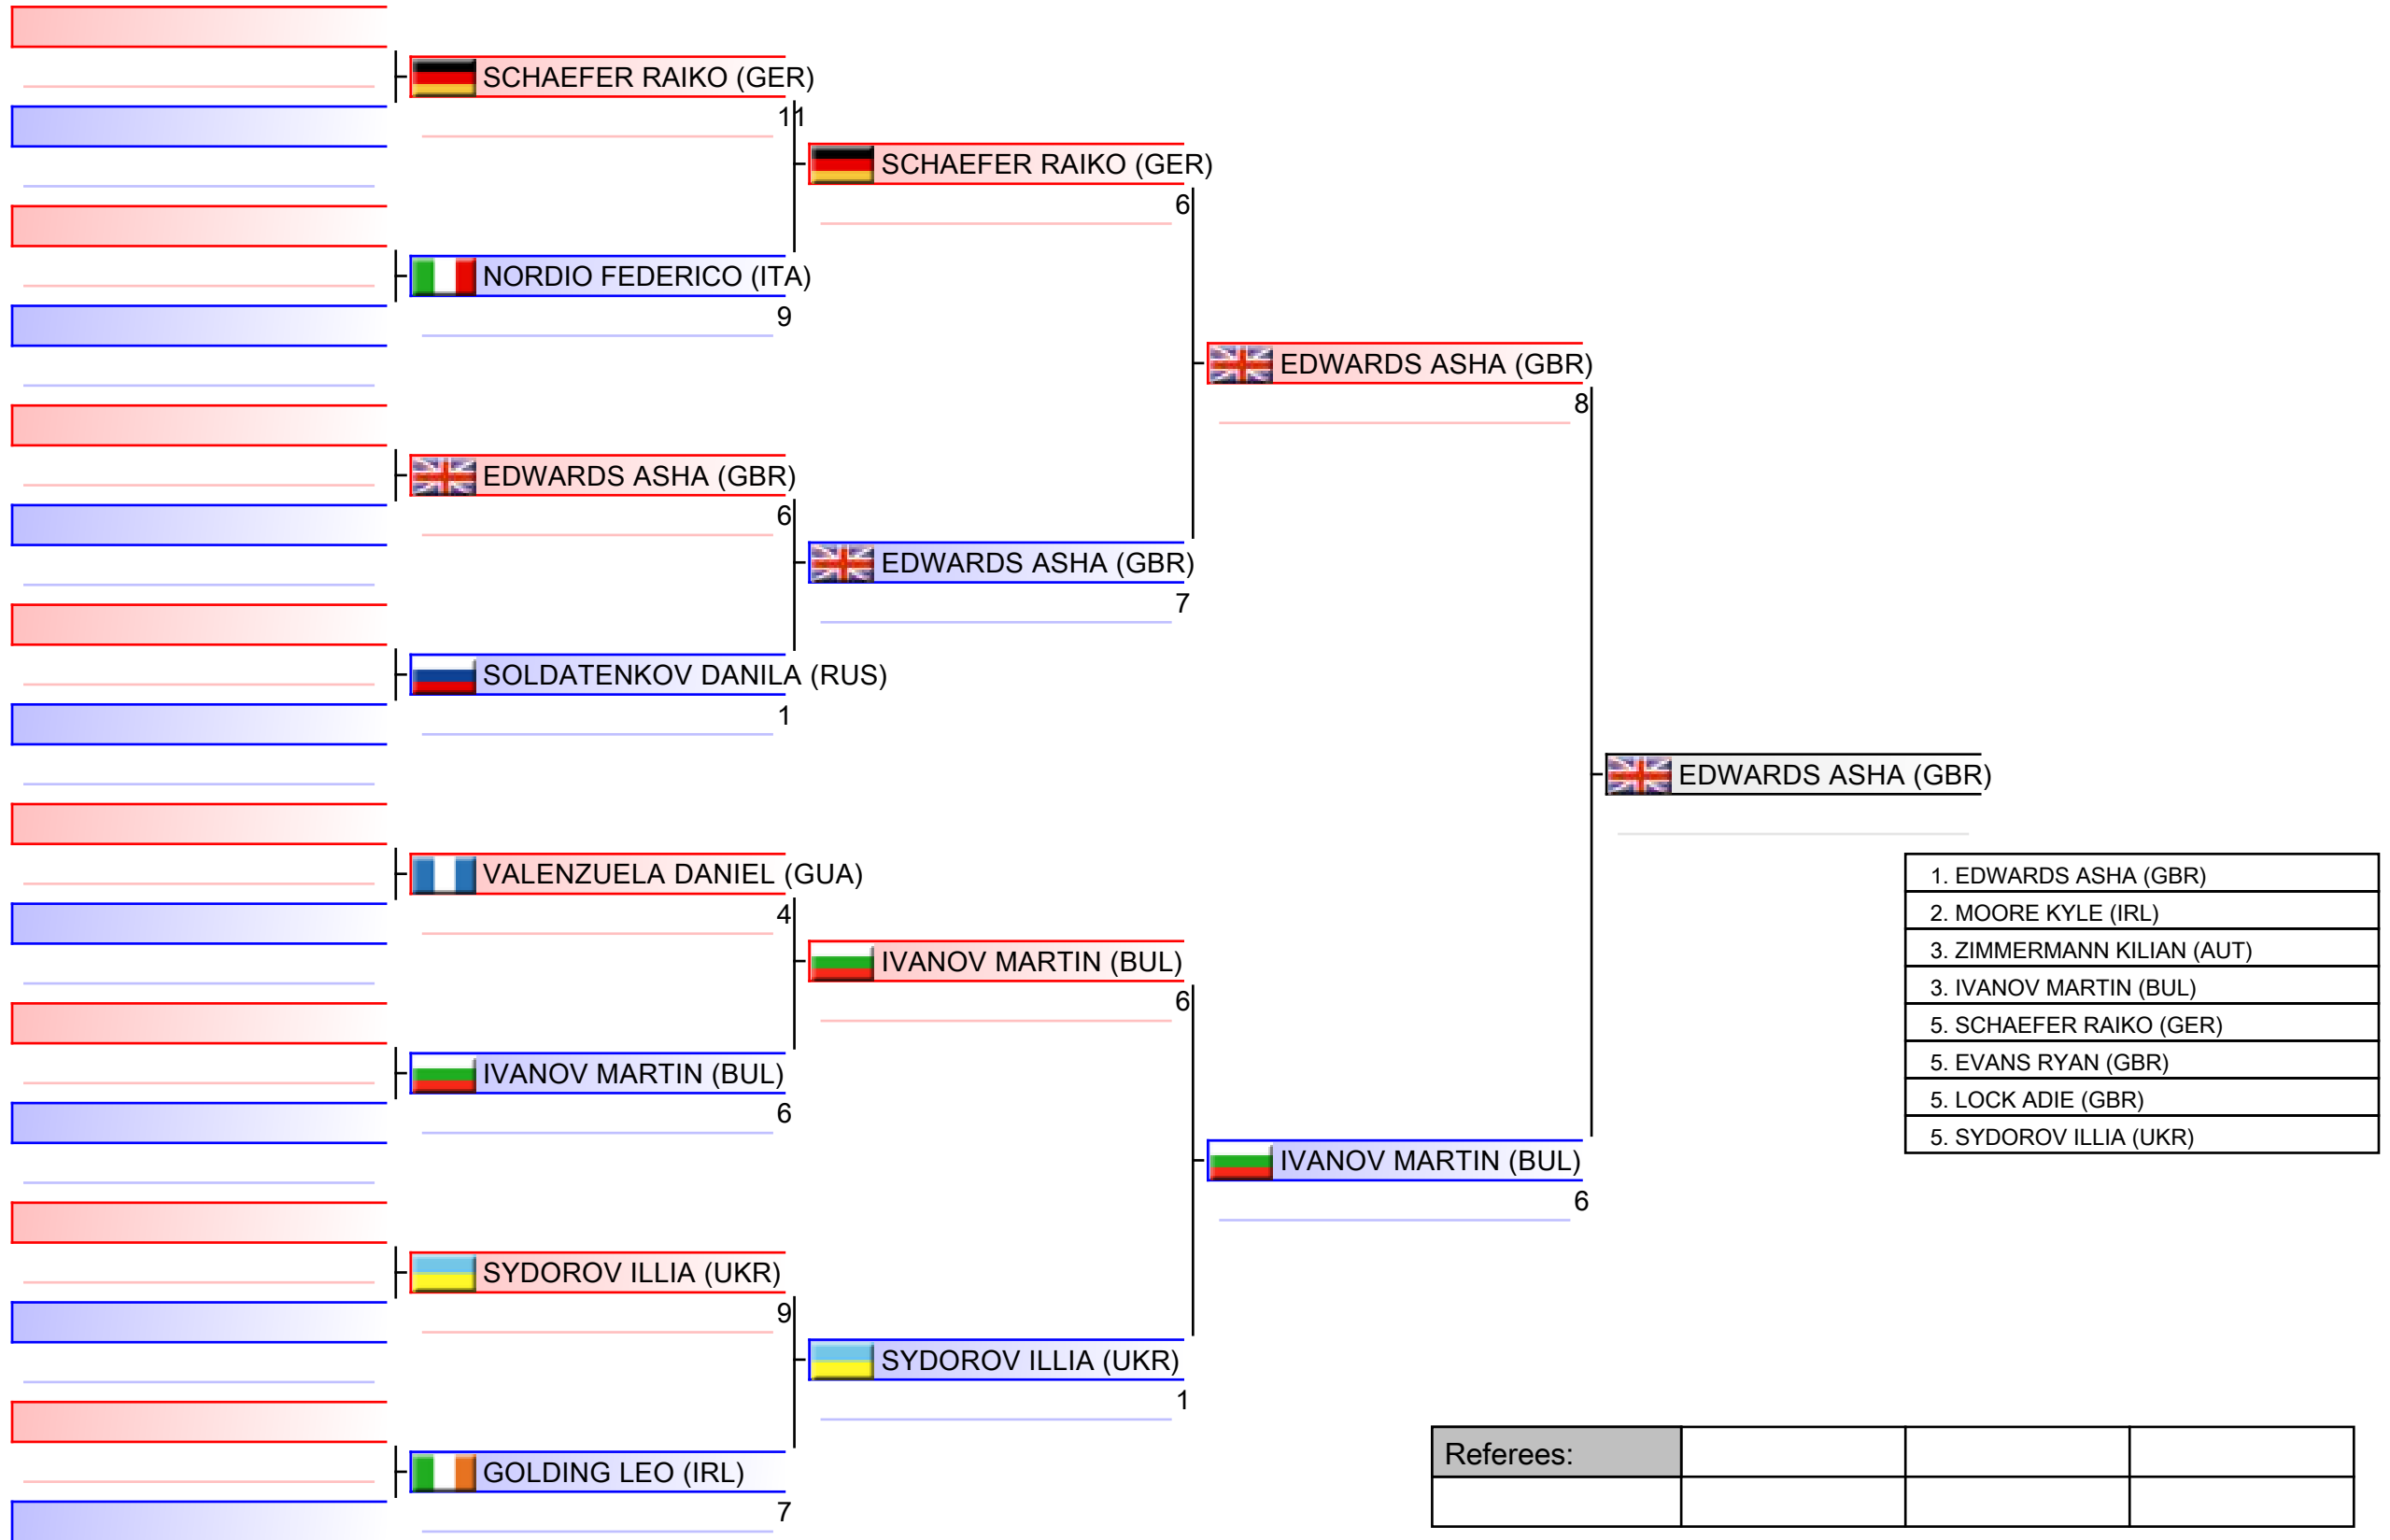 SCHAEFER RAIKO (GER)
11
NORDIO FEDERICO (ITA)
9
EDWARDS ASHA (GBR)
6
SOLDATENKOV DANILA (RUS)
1
VALENZUELA DANIEL (GUA)
4
IVANOV MARTIN (BUL)
6
SYDOROV ILLIA (UKR)
9
GOLDING LEO (IRL)
7
SCHAEFER RAIKO (GER)
6
EDWARDS ASHA (GBR)
7
IVANOV MARTIN (BUL)
6
SYDOROV ILLIA (UKR)
1
EDWARDS ASHA (GBR)
8
IVANOV MARTIN (BUL)
6
EDWARDS ASHA (GBR)
1. EDWARDS ASHA (GBR)
2. MOORE KYLE (IRL)
3. ZIMMERMANN KILIAN (AUT)
3. IVANOV MARTIN (BUL)
5. SCHAEFER RAIKO (GER)
5. EVANS RYAN (GBR)
5. LOCK ADIE (GBR)
5. SYDOROV ILLIA (UKR)
Referees: